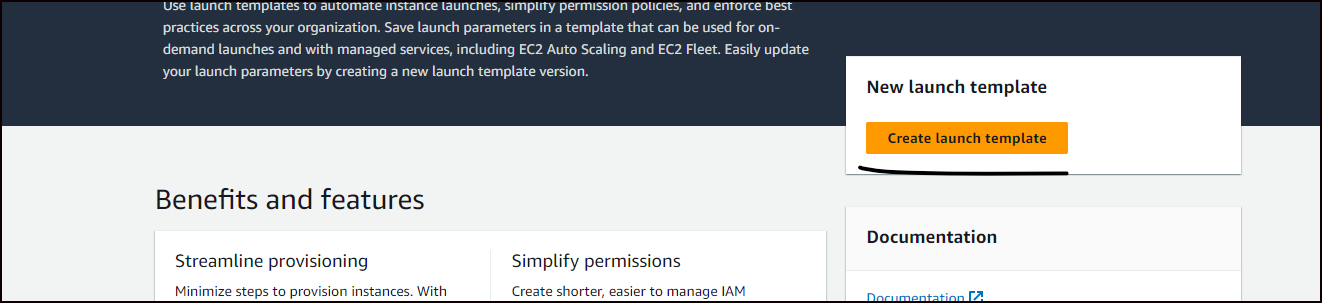 Use launch templates to automate instance launches, simplify permission policies, and enforce best
practices across your organization. Save launch parameters in a template that can be used for on-
demand launches and with managed services, including EC2 Auto Scaling and EC2 Fleet. Easily update
your launch parameters by creating a new launch template version.
New launch template
Create launch template
Benefits and features
Streamline provisioning
Minimize steps to provision instances. With
Simplify permissions
Create shorter, easier to manage IAM
Documentation
Documentation